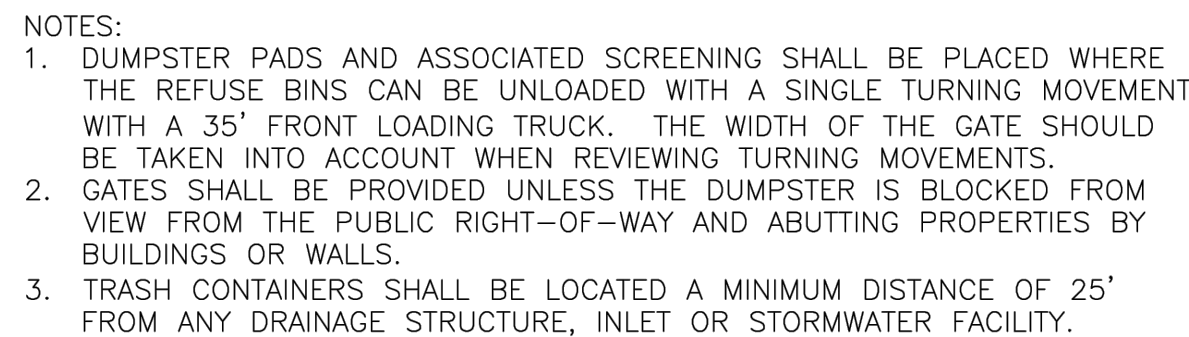 NOTES:
1. DUMPSTER PADS AND ASSOCIATED SCREENING SHALL BE PLACED WHERE
THE REFUSE BINS CAN BE UNLOADED WITH A SINGLE TURNING MOVEMENT
WITH A 35' FRONT LOADING TRUCK. THE WIDTH OF THE GATE SHOULD
BE TAKEN INTO ACCOUNT WHEN REVIEWING TURNING MOVEMENTS.
2. GATES SHALL BE PROVIDED UNLESS THE DUMPSTER IS BLOCKED FROM
VIEW FROM THE PUBLIC RIGHT-OF-WAY AND ABUTTING PROPERTIES BY
BUILDINGS OR WALLS.
3. TRASH CONTAINERS SHALL BE LOCATED A MINIMUM DISTANCE OF 25'
FROM ANY DRAINAGE STRUCTURE, INLET OR STORMWATER FACILITY.